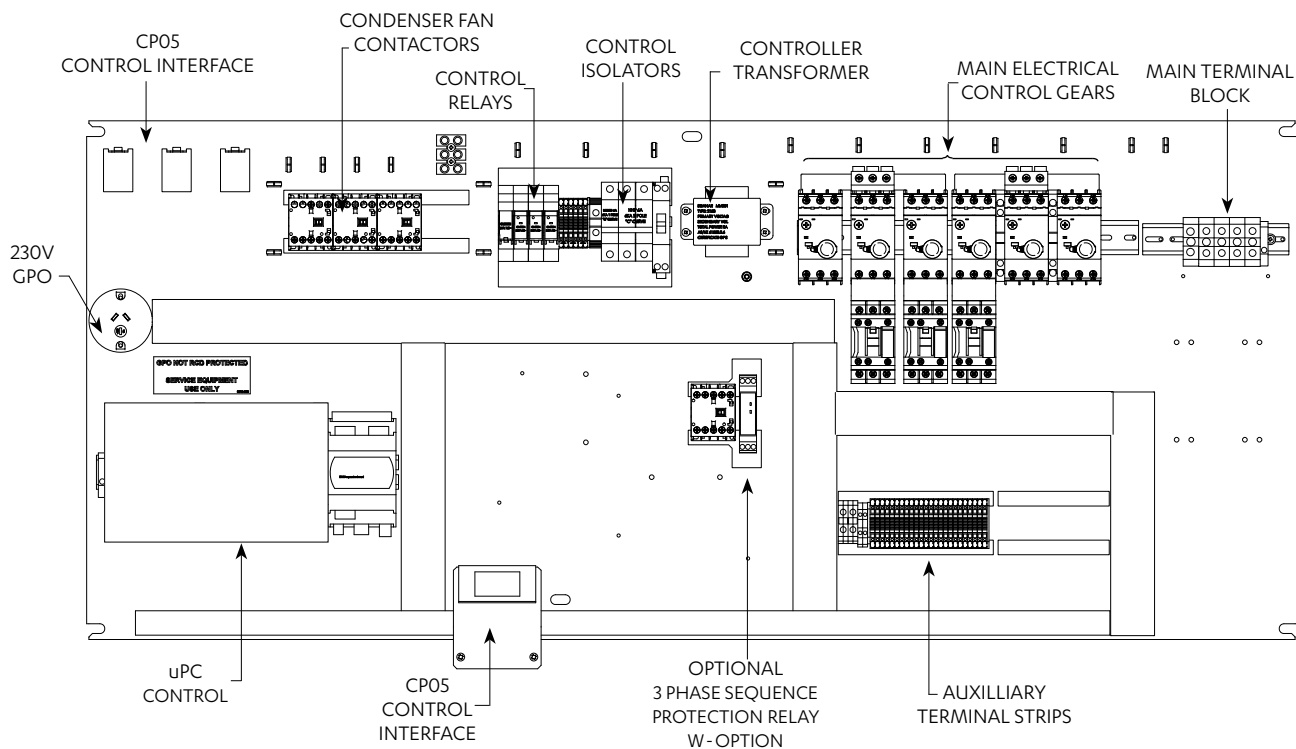 CP05
CONTROL INTERFACE
CONDENSER FAN
CONTACTORS
CONTROL
RELAYS
CONTROL
ISOLATORS
CONTROLLER
TRANSFORMER
MAIN ELECTRICAL
CONTROL GEARS
MAIN TERMINAL
BLOCK
230V
GPO
GPO NOT RCD PROTECTED
SERVICE EQUIPMENT
USE ONLY
uPC
CONTROL
CP05
CONTROL
INTERFACE
OPTIONAL
3 PHASE SEQUENCE
PROTECTION RELAY
W-OPTION
AUXILLIARY
TERMINAL STRIPS